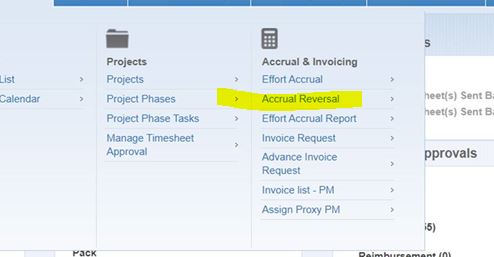 Projects
Accrual & Invoicing
List
Projects
Effort Accrual
Calendar
Project Phases
Accrual Reversal
Project Phase Tasks
Effort Accrual Report
Manage Timesheet
Approval
Invoice Request
Advance Invoice
Request
Invoice list - PM
Assign Proxy PM
Pack
s
heet(s) Sent Ba
heet(s) Sent Ba
pprovals
Reimbursement (0)